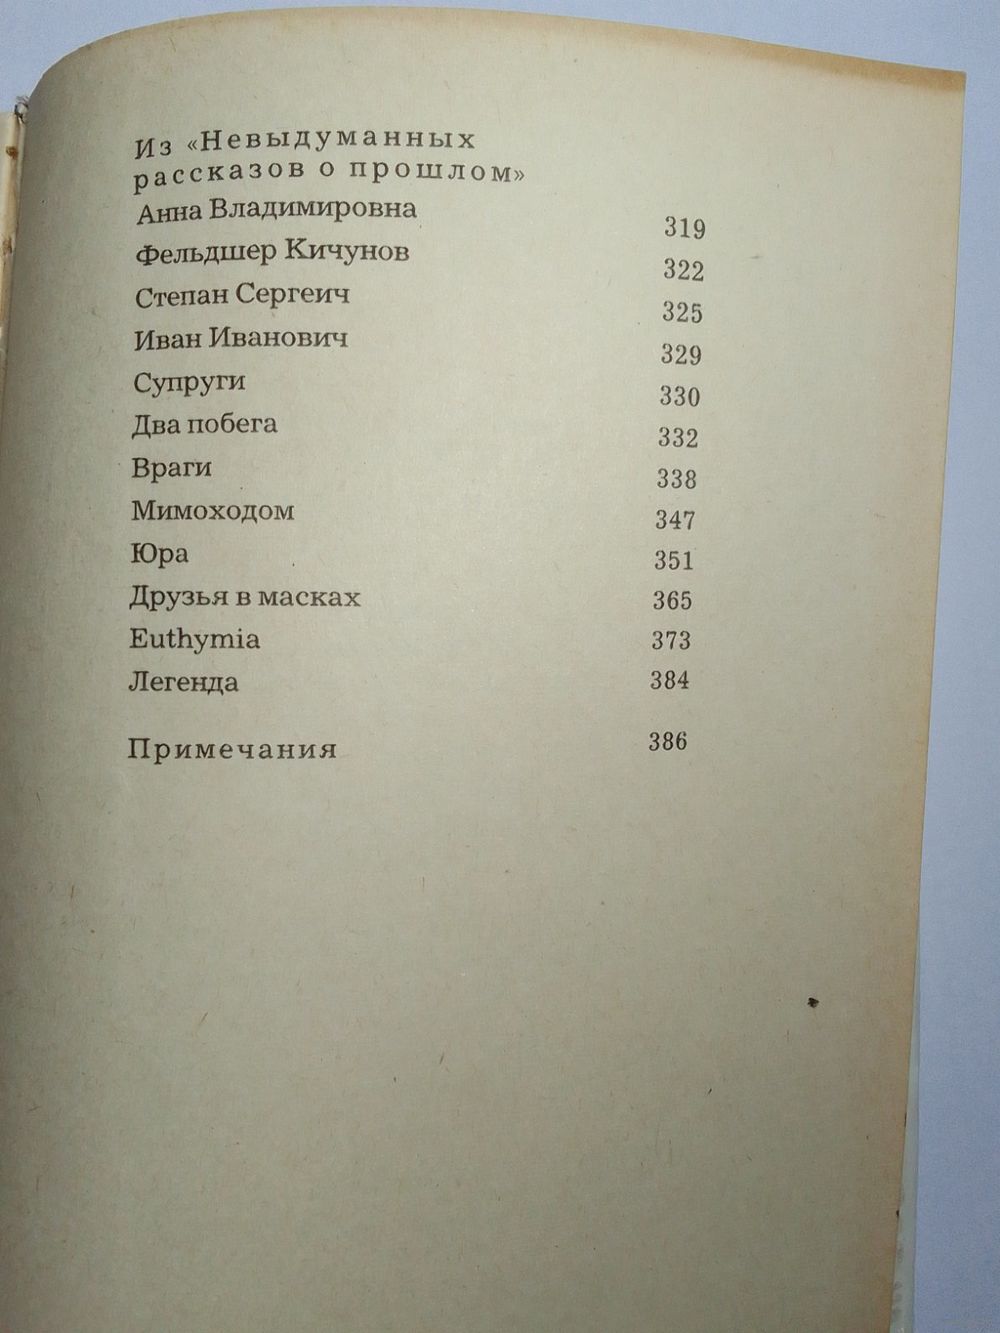 Из «Невыдуманных
рассказов о прошлом»
Анна Владимировна 319
Фельдшер Кичунов 322
Степан Сергеич 325
Иван Иванович 329
Супруги 330
Два побега 332
Враги 338
Мимоходом 347
Юра 351
Друзья в масках 365
Euthymia 373
Легенда 384
Примечания 386